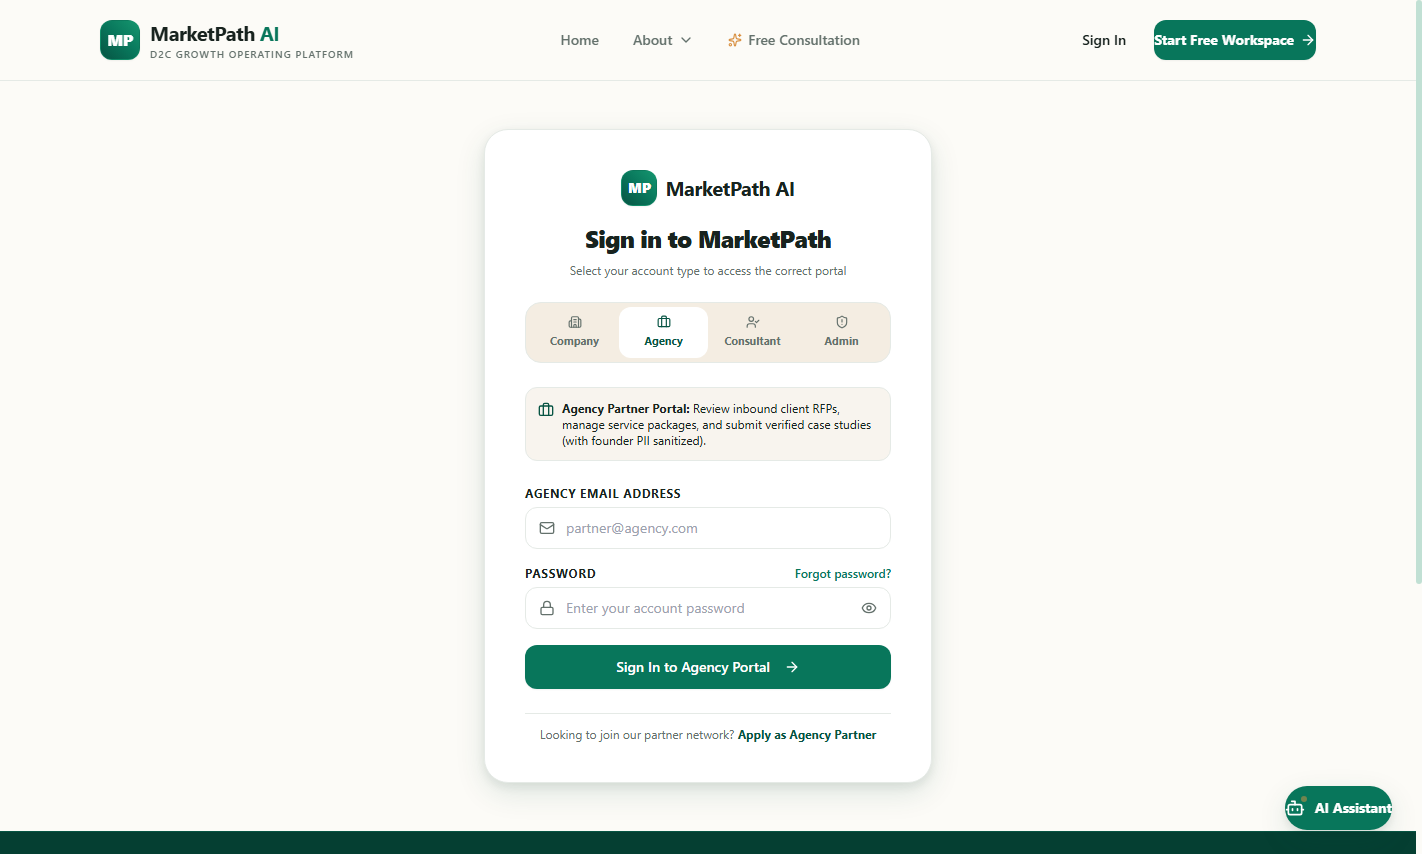 MP
MarketPath AI
D2C GROWTH OPERATING PLATFORM
Home
About
Free Consultation
Sign In
Start Free Workspace
MP
MarketPath AI
Sign in to MarketPath
Select your account type to access the correct portal
Company
Agency
Consultant
Admin
Agency Partner Portal: Review inbound client RFPs,
manage service packages, and submit verified case studies
(with founder PII sanitized).
AGENCY EMAIL ADDRESS
partner@agency.com
PASSWORD
Forgot password?
Enter your account password
Sign In to Agency Portal
Looking to join our partner network? Apply as Agency Partner
AI Assistant